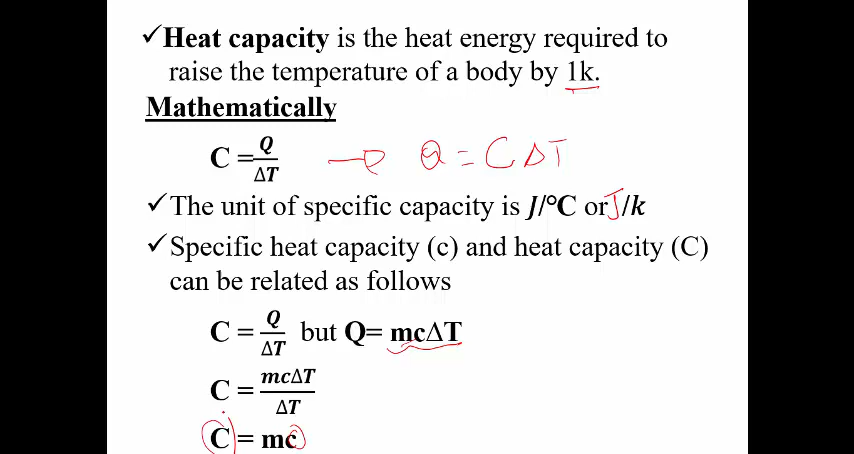 ✓Heat capacity is the heat energy required to
raise the temperature of a body by 1k.
Mathematically
C =Q/ΔT → Q = CΔT
✓ The unit of specific capacity is J/°C or J/k
✓ Specific heat capacity (c) and heat capacity (C)
can be related as follows
C = Q/ΔT but Q= mcΔT
C = mcΔT/ΔT
C = mc